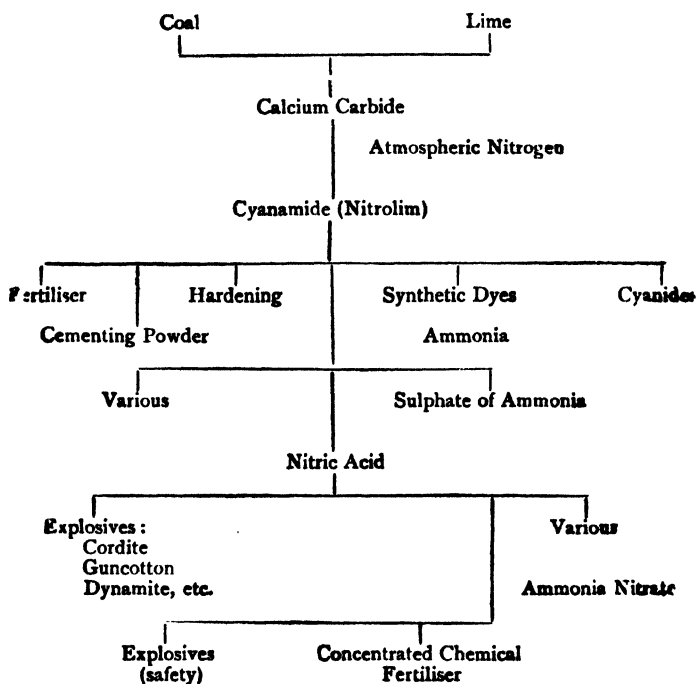 Coal Lime
Calcium Carbide
Atmospheric Nitrogen
Cyanamide (Nitrolim)
Fertiliser Hardening Synthetic Dyes Cyanides
Cementing Powder Ammonia
Various Sulphate of Ammonia
Nitric Acid
Explosives: Various
Cordite
Guncotton
Dynamite, etc. Ammonia Nitrate
Explosives Concentrated Chemical
(safety) Fertiliser